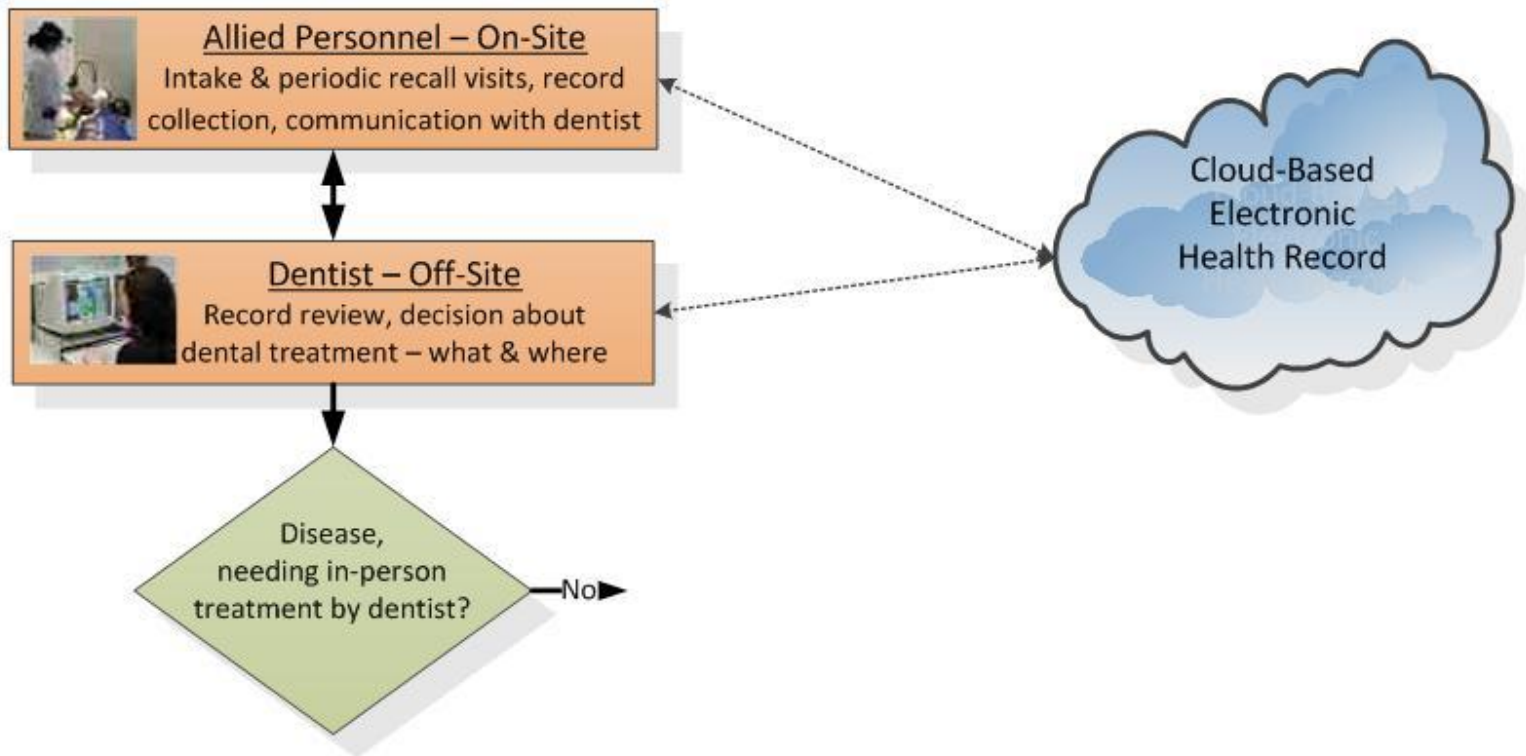 Allied Personnel – On-Site
Intake & periodic recall visits, record
collection, communication with dentist
Dentist – Off-Site
Record review, decision about
dental treatment – what & where
Cloud-Based
Electronic
Health Record
Disease,
needing in-person
treatment by dentist?
No